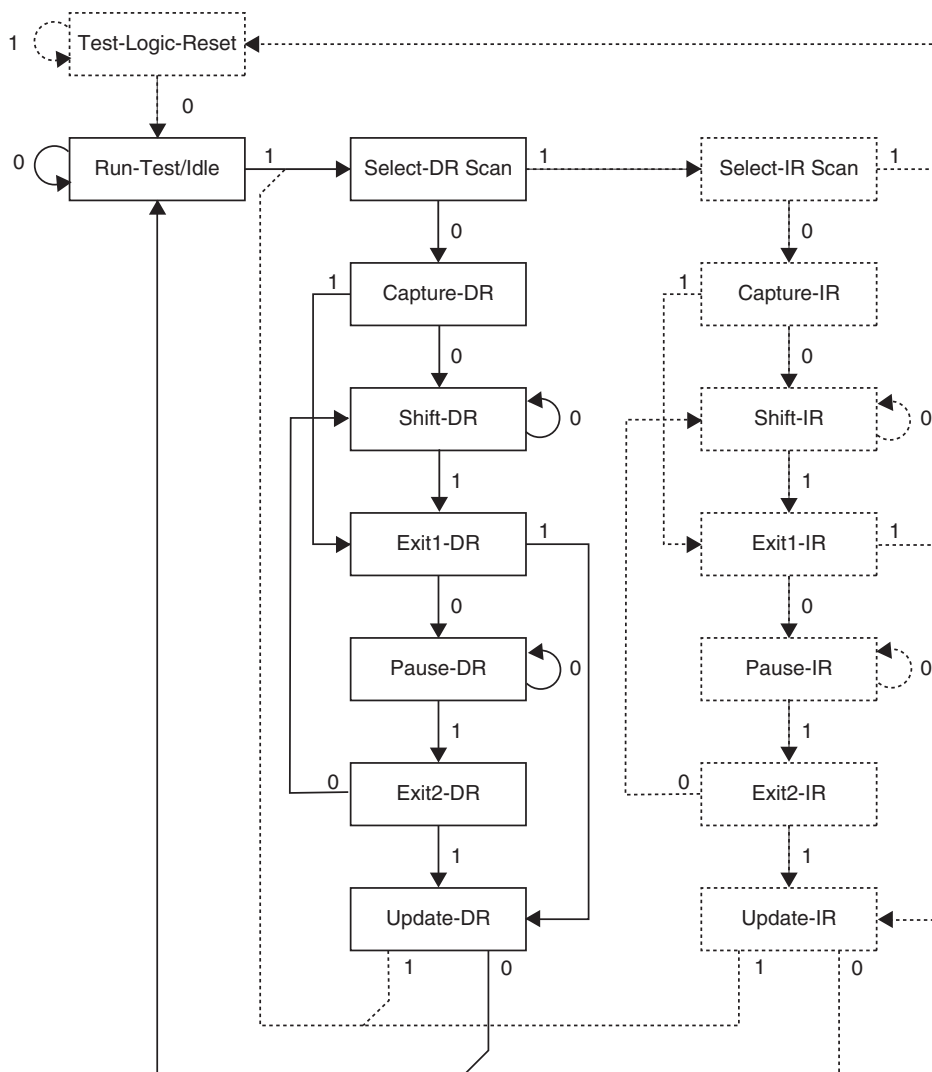 1 Test-Logic-Reset
0
0 Run-Test/Idle 1 Select-DR Scan 1 Select-IR Scan 1
0 0
1 Capture-DR 1 Capture-IR
0 0
Shift-DR 0 Shift-IR 0
1 1
Exit1-DR 1 Exit1-IR 1
0 0
Pause-DR 0 Pause-IR 0
1 1
0 Exit2-DR 0 Exit2-IR
1 1
Update-DR Update-IR
1 0 1 0